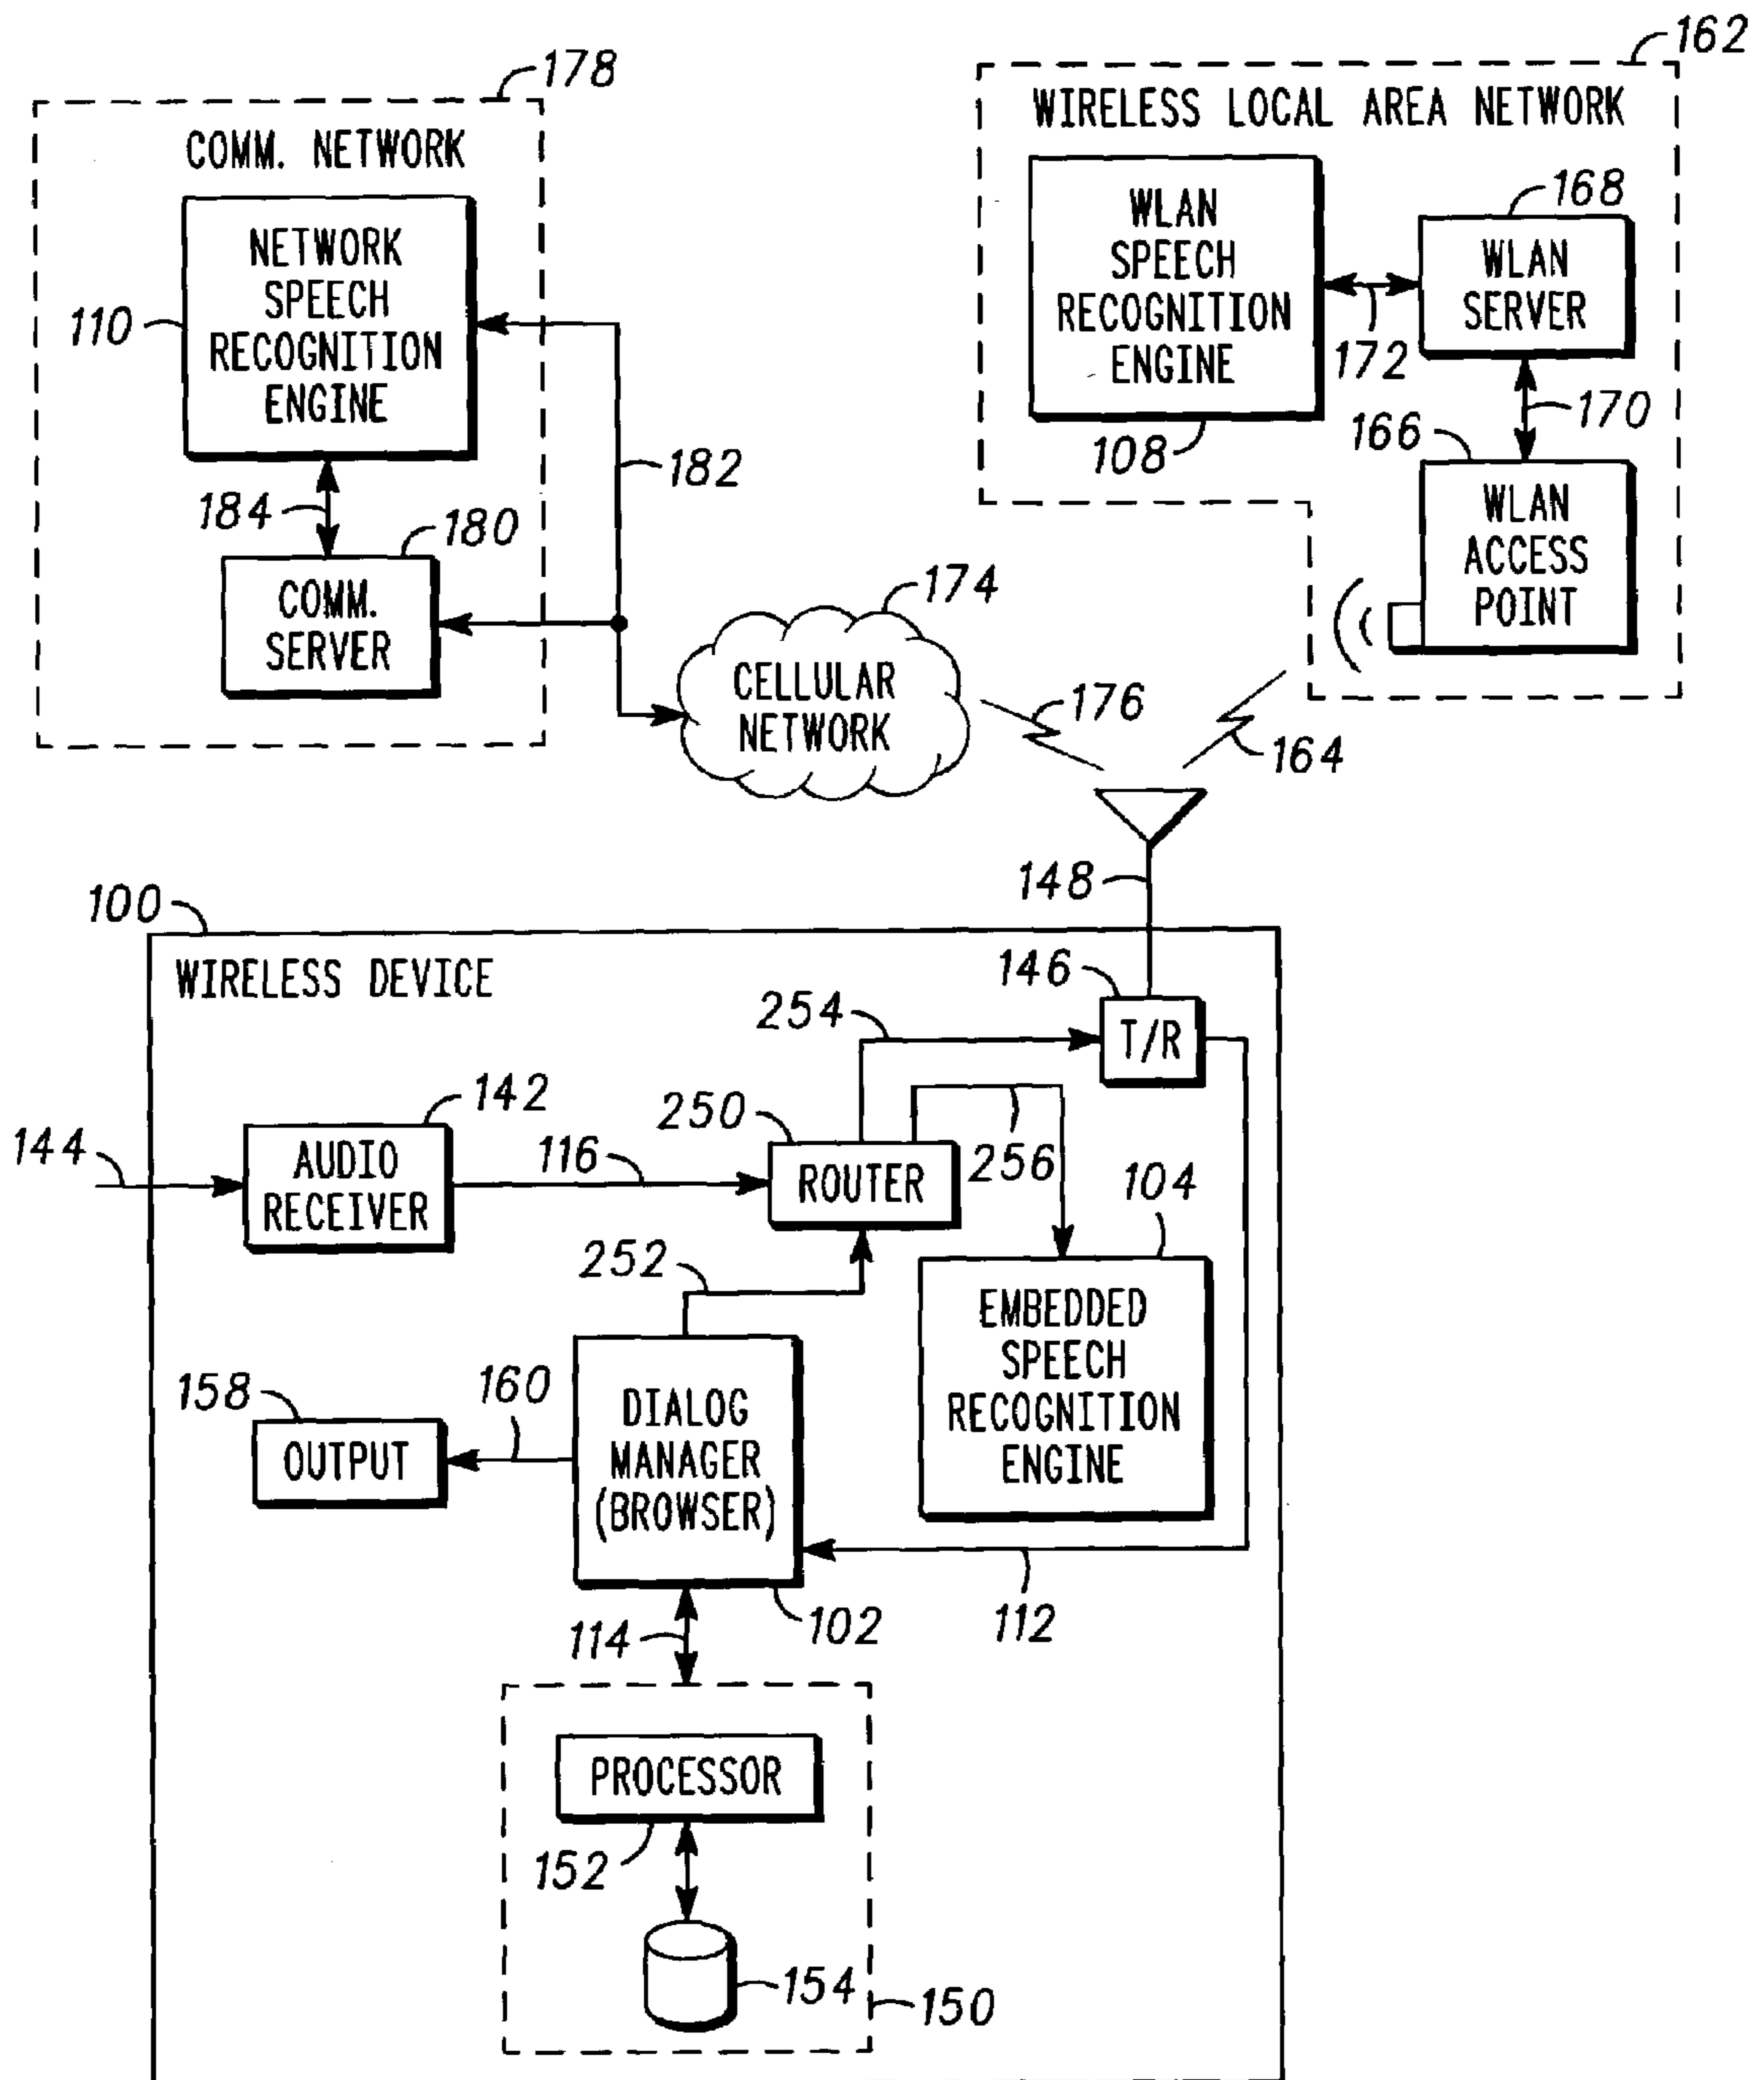 178
COMM. NETWORK
NETWORK
SPEECH
RECOGNITION
ENGINE
110
182
184
180
COMM.
SERVER
174
CELLULAR
NETWORK
176
164
162
WIRELESS LOCAL AREA NETWORK
WLAN
SPEECH
RECOGNITION
ENGINE
108
168
WLAN
SERVER
172
170
166
WLAN
ACCESS
POINT
148
100
WIRELESS DEVICE
146
T/R
254
142
144
AUDIO
RECEIVER
116
250
ROUTER
256
104
252
EMBEDDED
SPEECH
RECOGNITION
ENGINE
158
OUTPUT
160
DIALOG
MANAGER
(BROWSER)
102
112
114
PROCESSOR
152
154
150